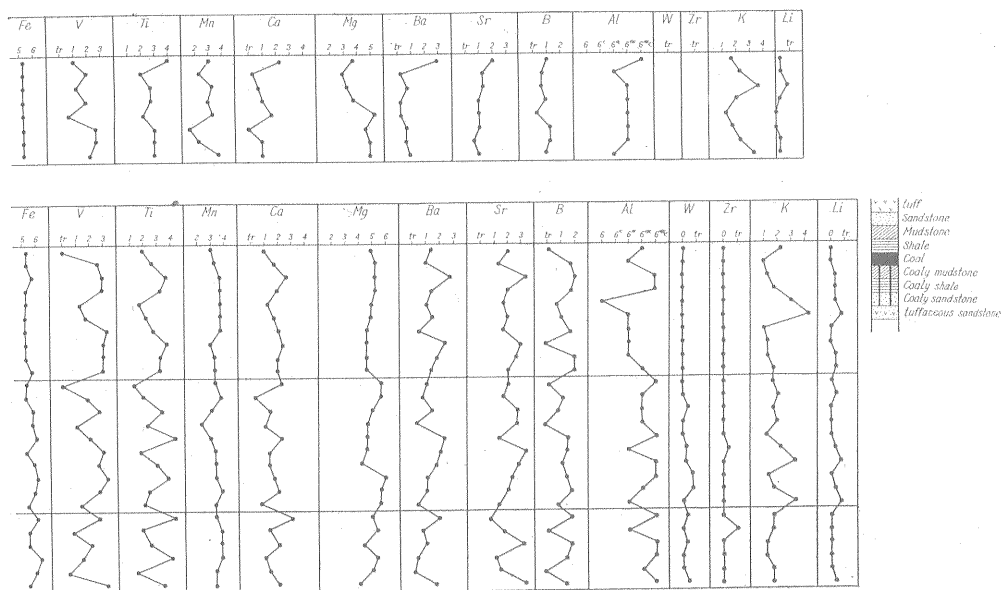 Fe V Ti Mn Ca Mg Ba Sr B Al W Zr K Li
5 6 tr 1 2 3 1 2 3 4 1 2 3 4 tr 1 2 3 1 2 3 4 5 tr 1 2 3 tr 1 2 3 tr 1 2 6 tr tr 1 2 3 4 tr
Fe V Ti Mn Ca Mg Ba Sr B Al W Zr K Li
5 6 tr 1 2 3 1 2 3 4 1 2 3 4 tr 1 2 3 1 2 3 4 5 tr 1 2 3 tr 1 2 3 tr 1 2 6 0 tr 0 tr 1 2 3 4 0 tr
tuff
Sandstone
Mudstone
Shale
Coal
Coaly mudstone
Coaly shale
Coaly sandstone
tuffaceous sandstone